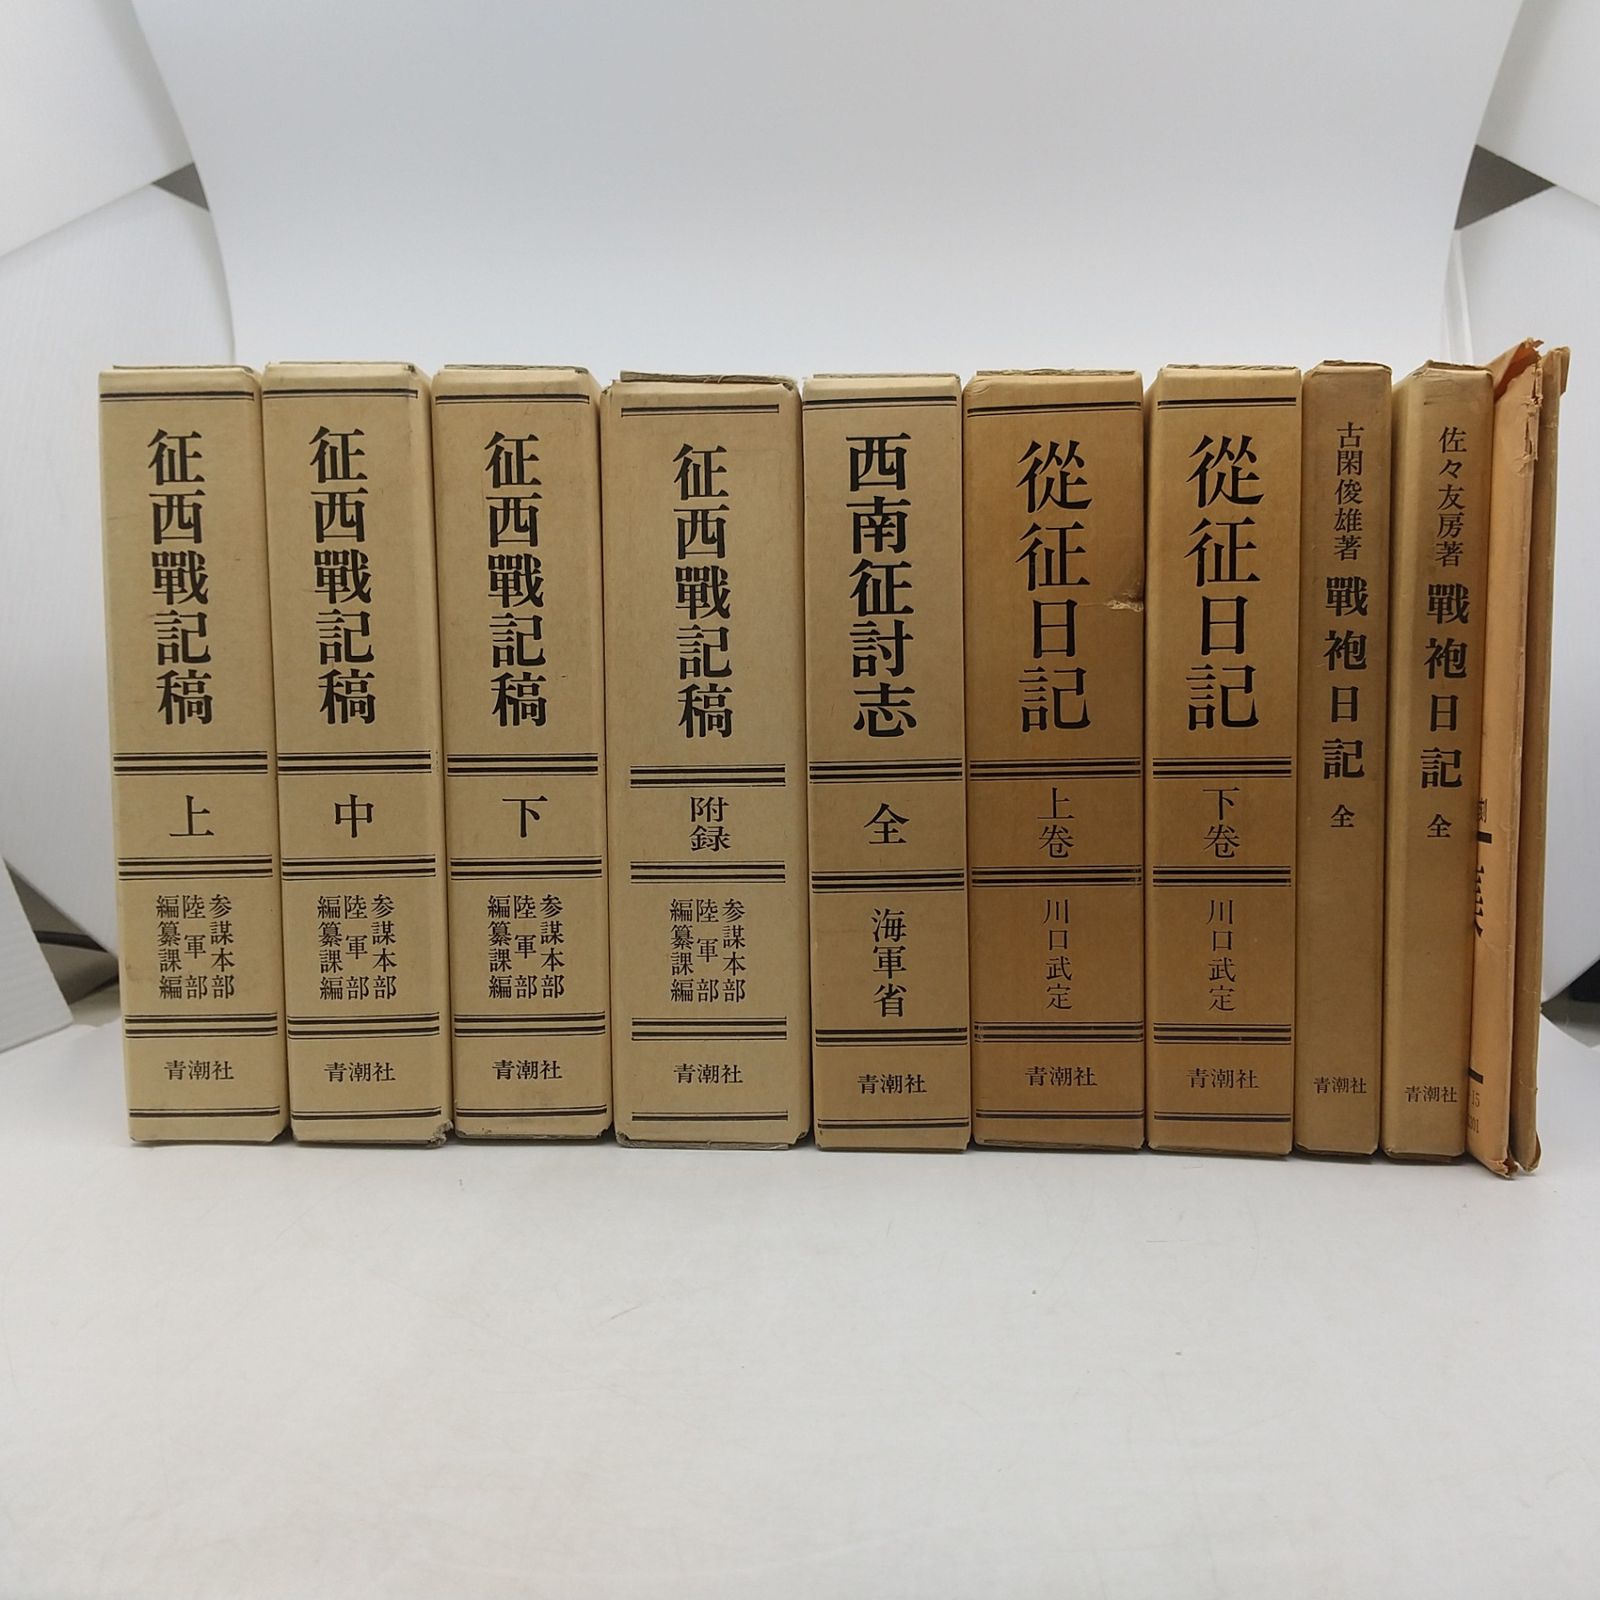 征西戰記稿
上
参謀本部
陸軍部
編纂課編
青潮社
征西戰記稿
中
参謀本部
陸軍部
編纂課編
青潮社
征西戰記稿
下
参謀本部
陸軍部
編纂課編
青潮社
征西戰記稿
附録
参謀本部
陸軍部
編纂課編
青潮社
西南征討志
全
海軍省
青潮社
從征日記
上巻
川口武定
青潮社
從征日記
下巻
川口武定
青潮社
古閑俊雄著 戰袍日記 全
青潮社
佐々友房著 戰袍日記 全
青潮社
15